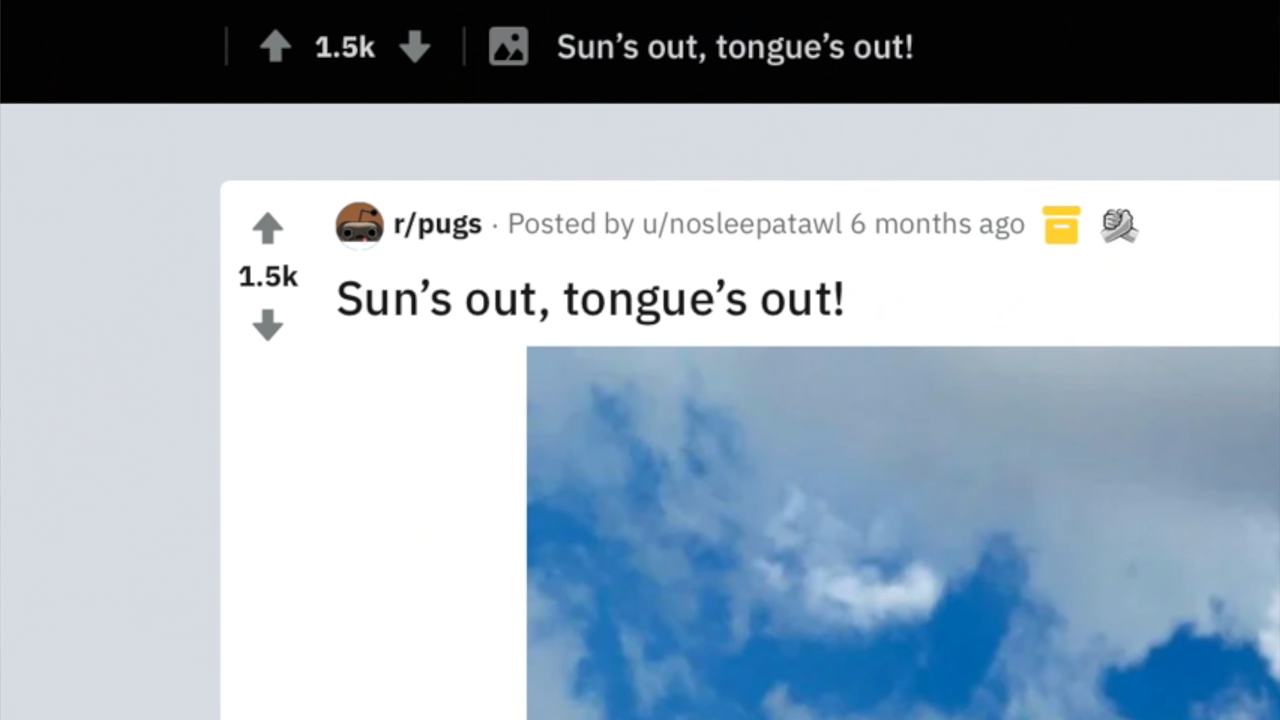 1.5k Sun’s out, tongue’s out!
r/pugs · Posted by u/nosleepatawl 6 months ago
1.5k
Sun’s out, tongue’s out!